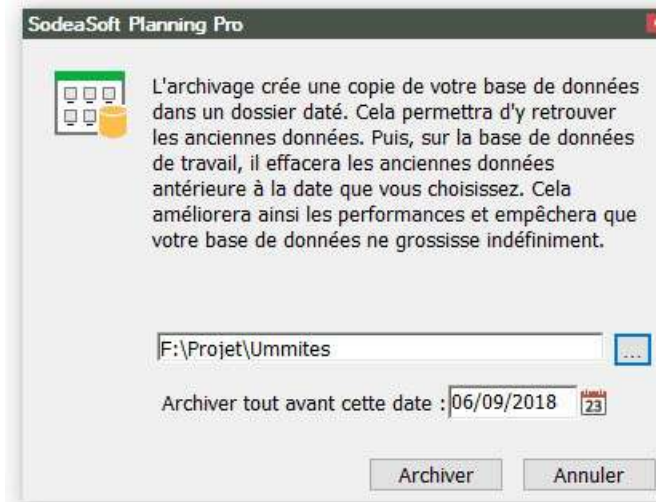 SodeaSoft Planning Pro
L'archivage crée une copie de votre base de données
dans un dossier daté. Cela permettra d'y retrouver
les anciennes données. Puis, sur la base de données
de travail, il effacera les anciennes données
antérieure à la date que vous choisissez. Cela
améliorera ainsi les performances et empêchera que
votre base de données ne grossisse indéfiniment.
F:\Projet\Ummites
...
Archiver tout avant cette date : 06/09/2018 23
Archiver Annuler